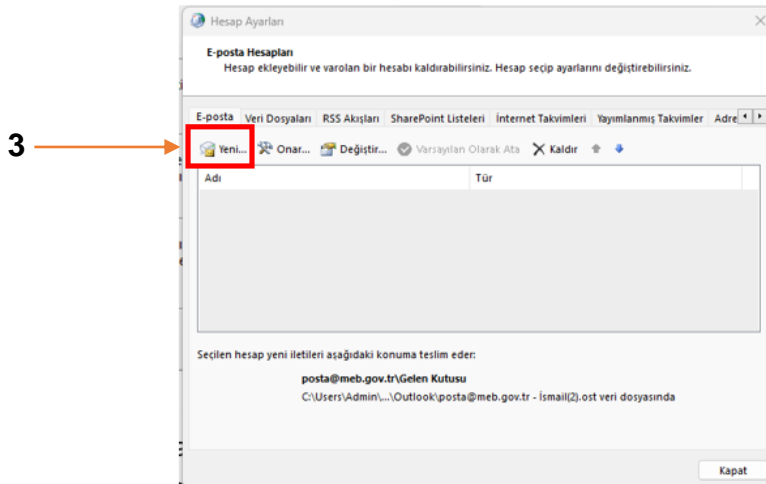 Hesap Ayarları
E-posta Hesapları
Hesap ekleyebilir ve varolan bir hesabı kaldırabilirsiniz. Hesap seçip ayarlarını değiştirebilirsiniz.
E-posta Veri Dosyaları RSS Akışları SharePoint Listeleri İnternet Takvimleri Yayımlanmış Takvimler Adre
3
Yeni... Onar... Değiştir... Varsayılan Olarak Ata Kaldır
Adı Tür
Seçilen hesap yeni iletileri aşağıdaki konuma teslim eder:
posta@meb.gov.tr\Gelen Kutusu
C:\Users\Admin\...\Outlook\posta@meb.gov.tr - İsmail(2).ost veri dosyasında
Kapat